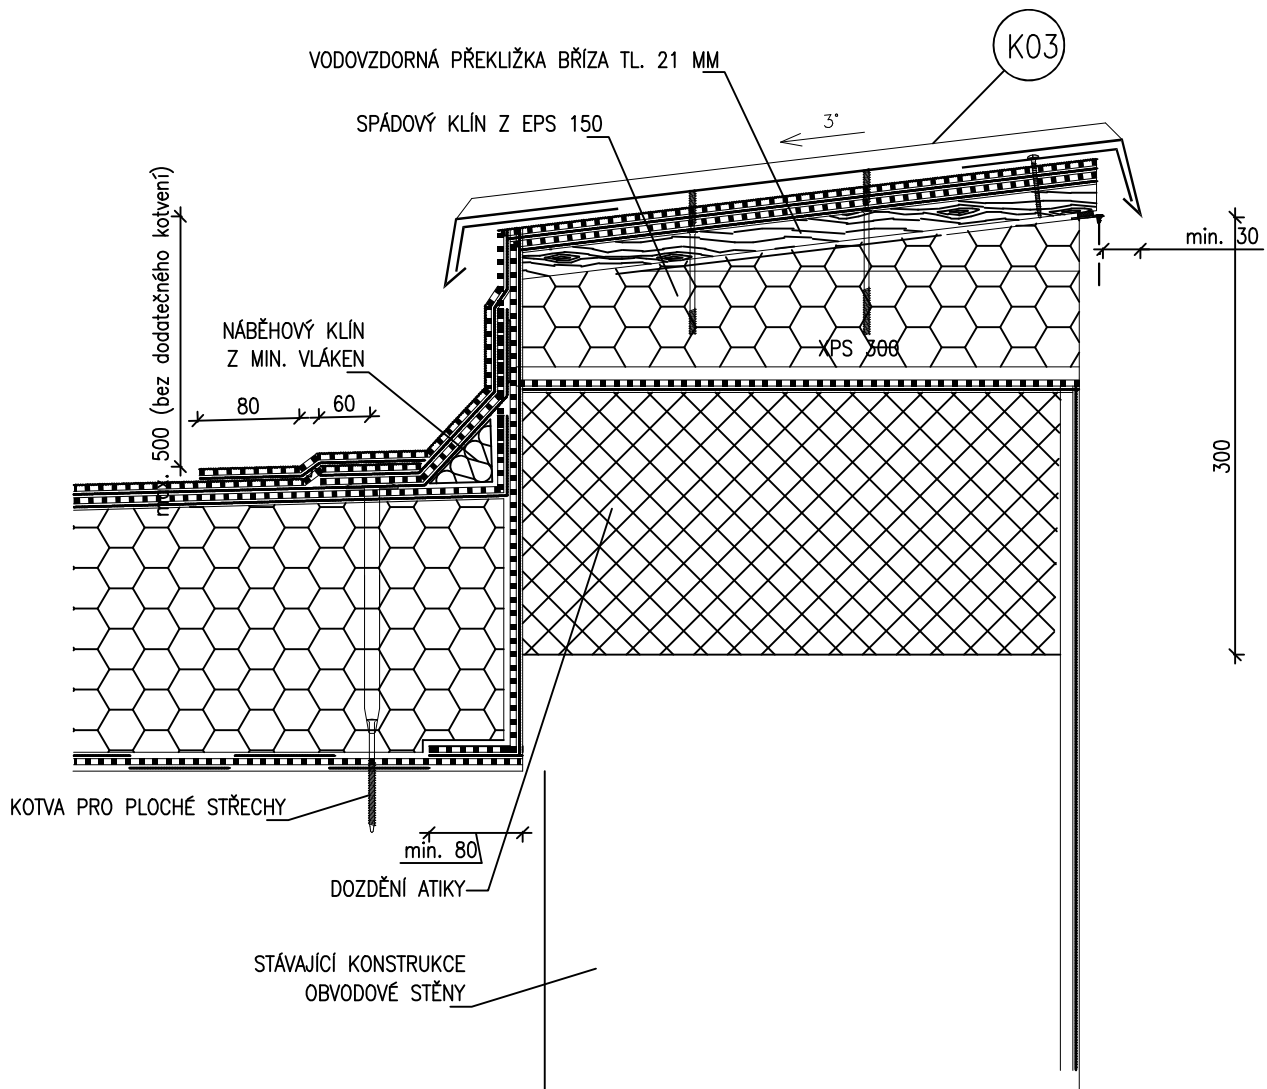 K03
VODOVZDORNÁ PŘEKLIŽKA BŘÍZA TL. 21 MM
SPÁDOVÝ KLÍN Z EPS 150
3°
max. 500 (bez dodatečného kotvení)
min. 30
NÁBĚHOVÝ KLÍN
Z MIN. VLÁKEN
XPS 300
80
60
300
KOTVA PRO PLOCHÉ STŘECHY
min. 80
DOZDĚNÍ ATIKY
STÁVAJÍCÍ KONSTRUKCE
OBVODOVÉ STĚNY